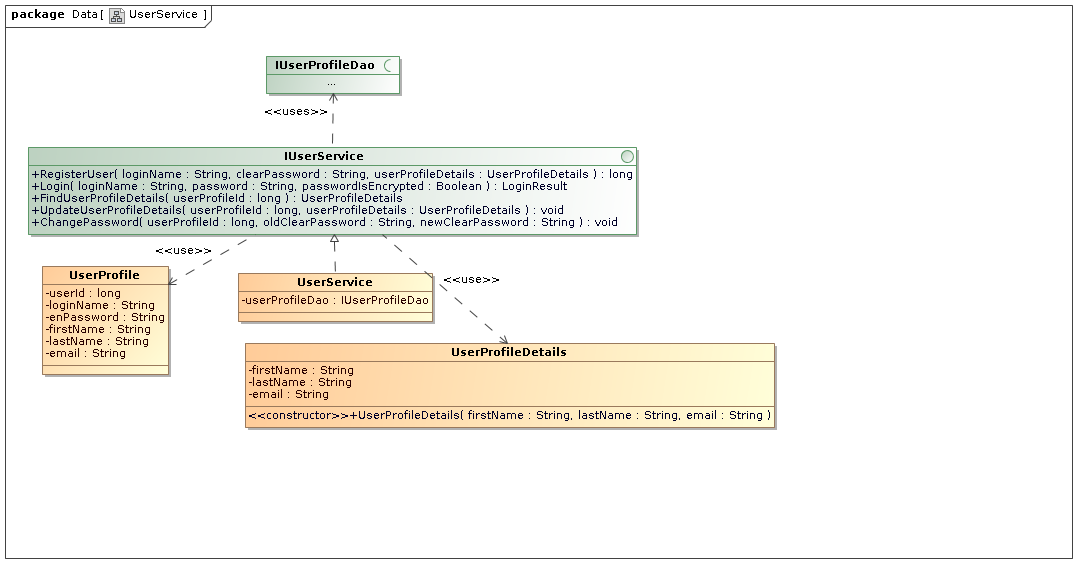 package Data[ UserService ]
IUserProfileDao
...
<<uses>>
IUserService
+RegisterUser( loginName : String, clearPassword : String, userProfileDetails : UserProfileDetails ) : long
+Login( loginName : String, password : String, passwordIsEncrypted : Boolean ) : LoginResult
+FindUserProfileDetails( userProfileId : long ) : UserProfileDetails
+UpdateUserProfileDetails( userProfileId : long, userProfileDetails : UserProfileDetails ) : void
+ChangePassword( userProfileId : long, oldClearPassword : String, newClearPassword : String ) : void
<<use>>
UserProfile
-userId : long
-loginName : String
-enPassword : String
-firstName : String
-lastName : String
-email : String
UserService
-userProfileDao : IUserProfileDao
<<use>>
UserProfileDetails
-firstName : String
-lastName : String
-email : String
<<constructor>>+UserProfileDetails( firstName : String, lastName : String, email : String )